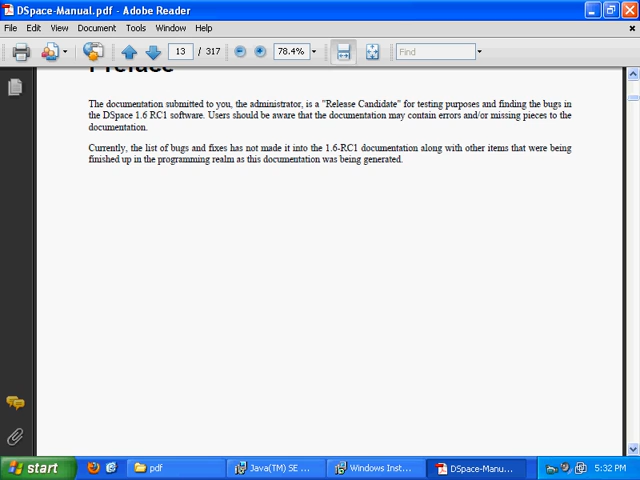 DSpace-Manual.pdf - Adobe Reader
File Edit View Document Tools Window Help
13 / 317 78.4% Find
Preface
The documentation submitted to you, the administrator, is a "Release Candidate" for testing purposes and finding the bugs in
the DSpace 1.6 RC1 software. Users should be aware that the documentation may contain errors and/or missing pieces to the
documentation.
Currently, the list of bugs and fixes has not made it into the 1.6-RC1 documentation along with other items that were being
finished up in the programming realm as this documentation was being generated.
start pdf Java(TM) SE ... Windows Inst... DSpace-Manu... 5:32 PM